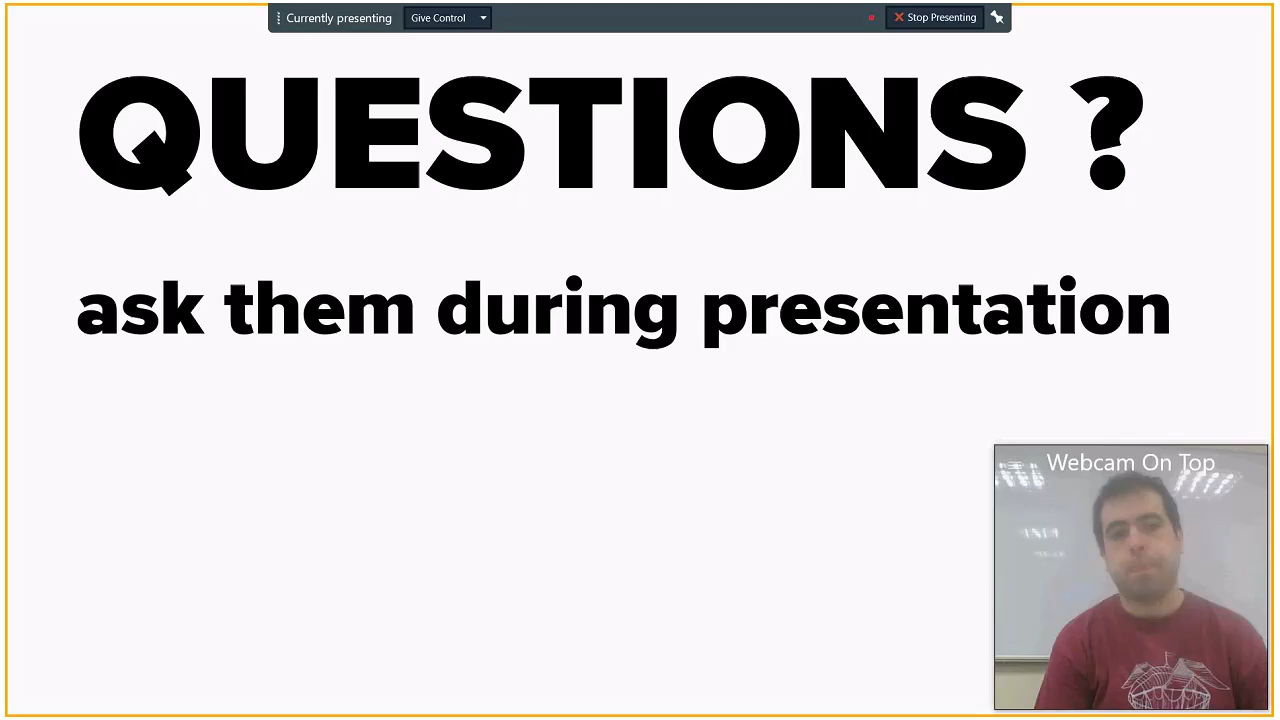 Currently presenting Give Control Stop Presenting
QUESTIONS ?
ask them during presentation
Webcam On Top